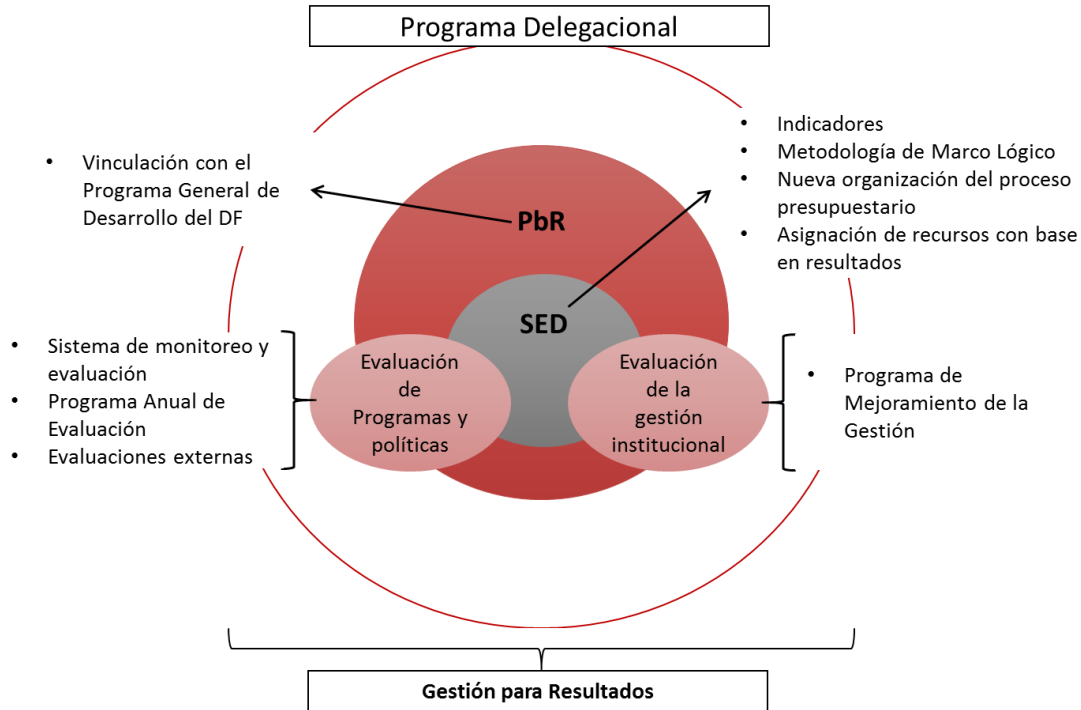 Programa Delegacional
• Vinculación con el
Programa General de
Desarrollo del DF
• Indicadores
• Metodología de Marco Lógico
• Nueva organización del proceso
presupuestario
• Asignación de recursos con base
en resultados
PbR
SED
• Sistema de monitoreo y
evaluación
• Programa Anual de
Evaluación
• Evaluaciones externas
Evaluación
de
Programas y
políticas
Evaluación
de la
gestión
institucional
• Programa de
Mejoramiento de la
Gestión
Gestión para Resultados